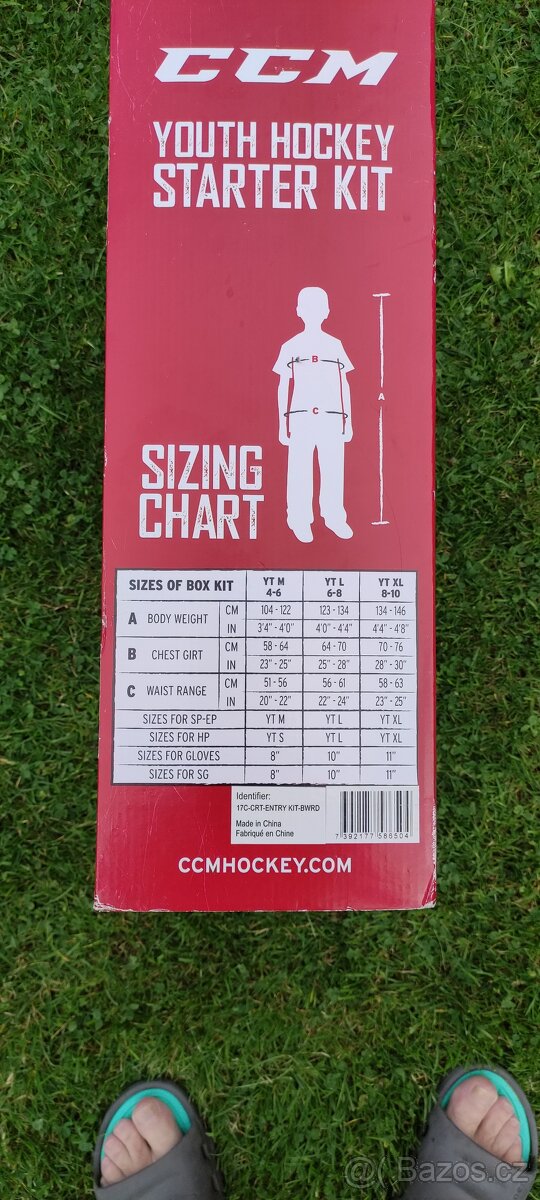 CCM
YOUTH HOCKEY
STARTER KIT
B
A
C
SIZING
CHART
SIZES OF BOX KIT YT M 4-6 YT L 6-8 YT XL 8-10
A BODY WEIGHT CM 104 - 122 123 - 134 134 - 146
IN 3'4" - 4'0" 4'0" - 4'4" 4'4" - 4'8"
B CHEST GIRT CM 58 - 64 64 - 70 70 - 76
IN 23" - 25" 25" - 28" 28" - 30"
C WAIST RANGE CM 51 - 56 56 - 61 58 - 63
IN 20" - 22" 22" - 24" 23" - 25"
SIZES FOR SP-EP YT M YT L YT XL
SIZES FOR HP YT S YT L YT XL
SIZES FOR GLOVES 8" 10" 11"
SIZES FOR SG 8" 10" 11"
Identifier:
17C-CRT-ENTRY KIT-BWRD
Made in China
Fabriqué en Chine
7 392177 586504
CCMHOCKEY.COM
@ Bazos.cz